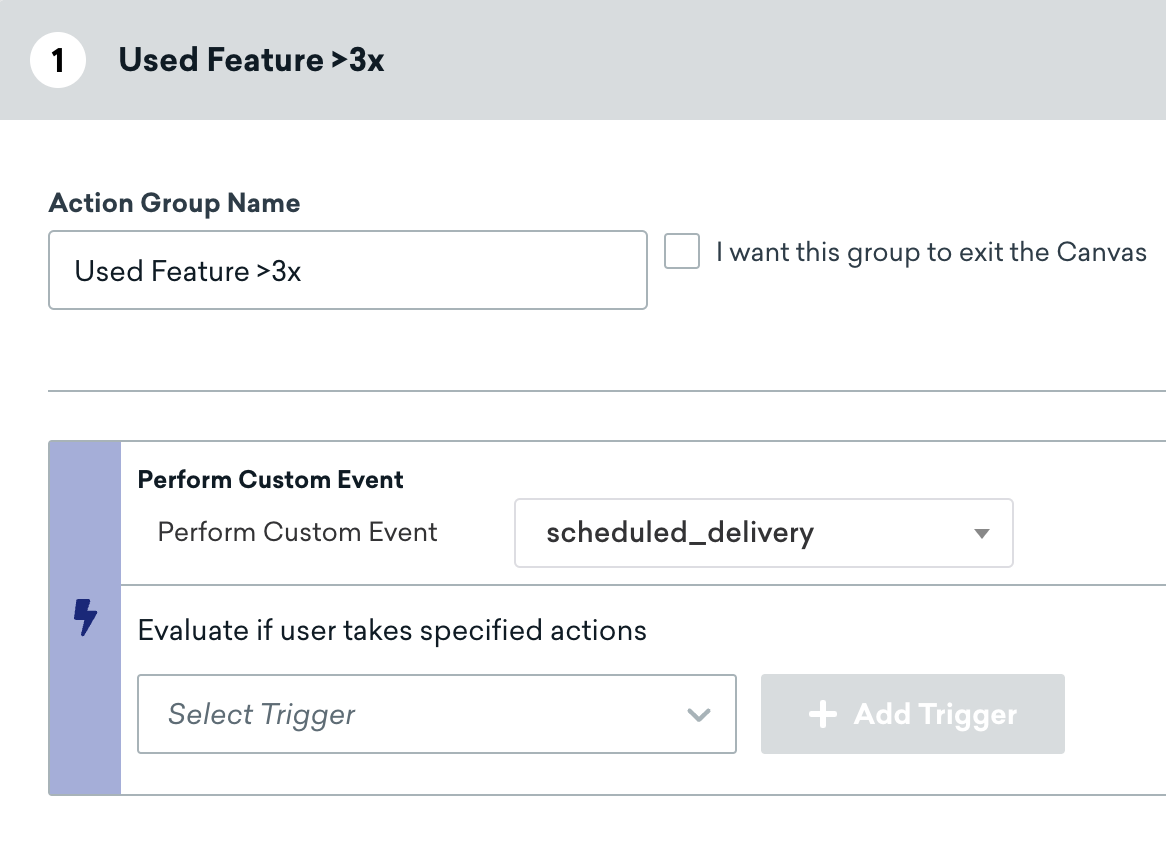 1 Used Feature >3x
Action Group Name
Used Feature >3x
I want this group to exit the Canvas
Perform Custom Event
Perform Custom Event scheduled_delivery
Evaluate if user takes specified actions
Select Trigger
+ Add Trigger